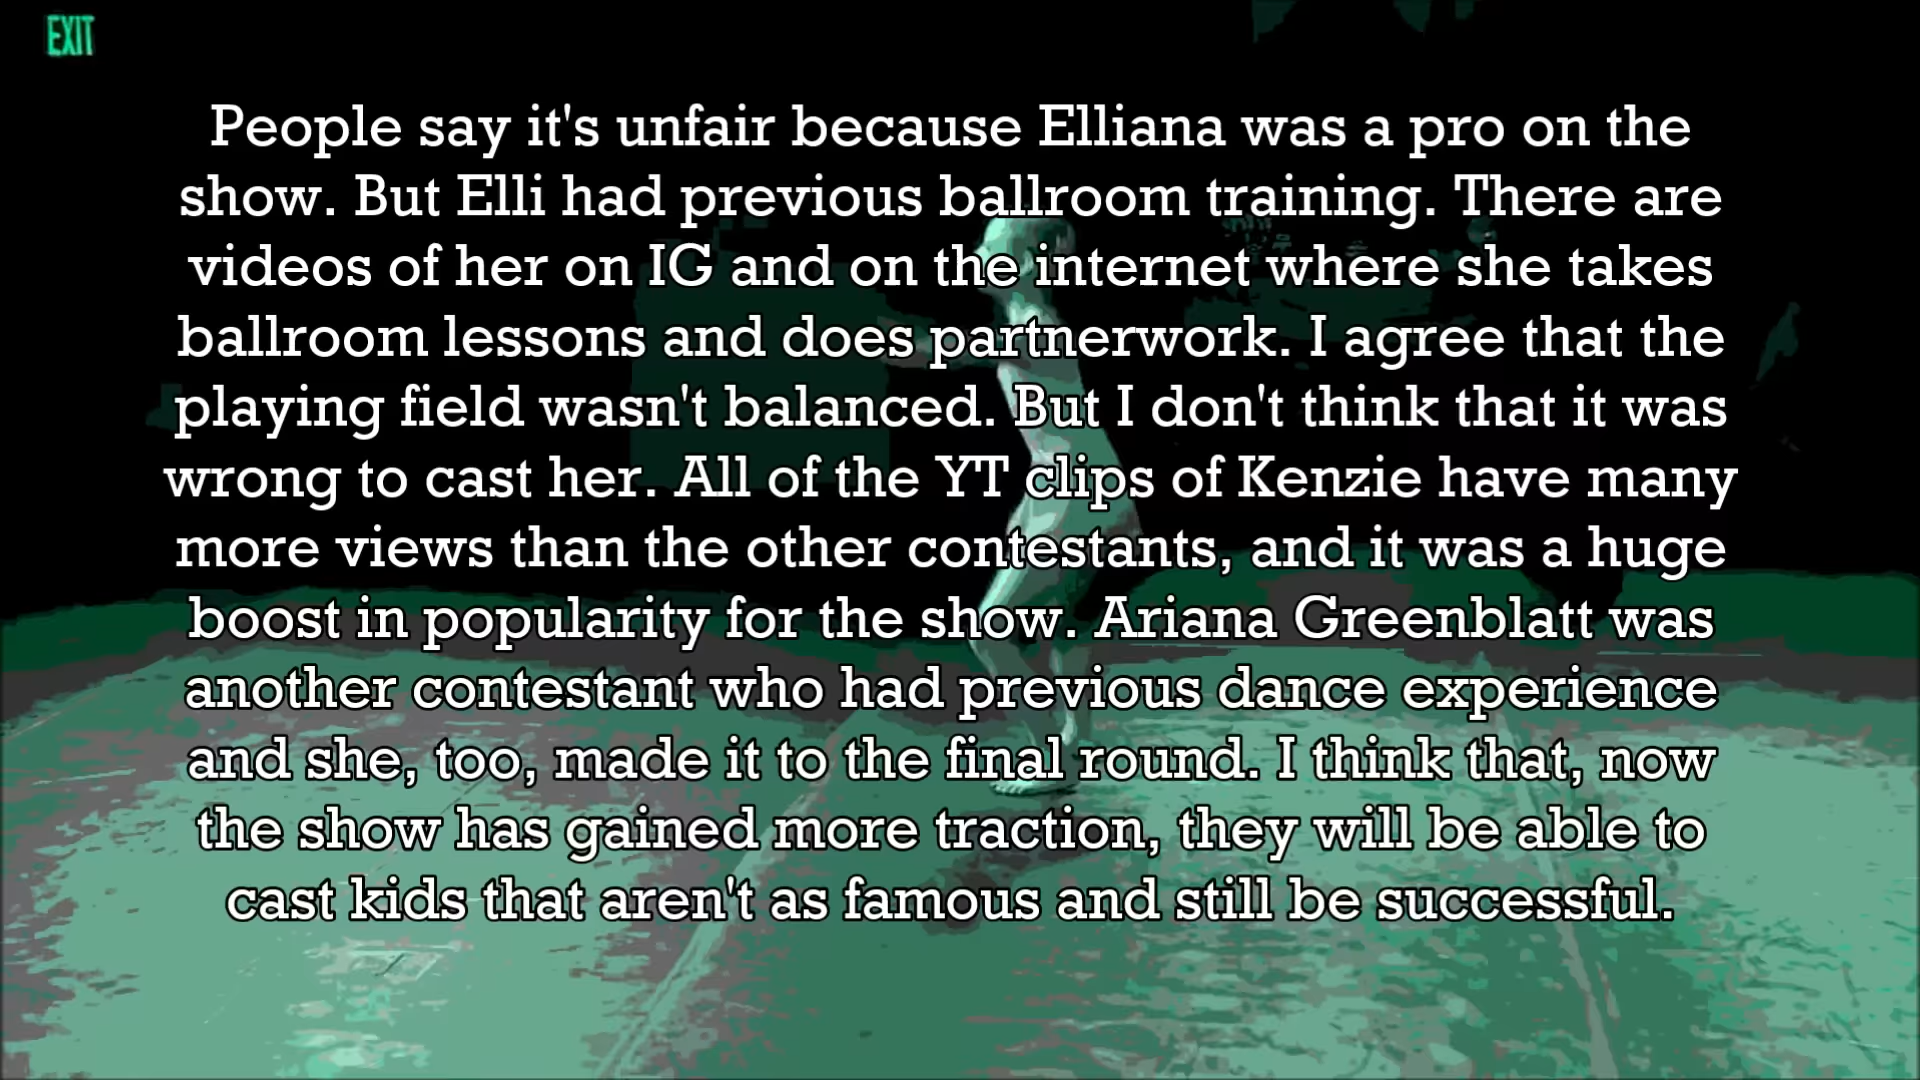 EXIT
People say it's unfair because Elliana was a pro on the
show. But Elli had previous ballroom training. There are
videos of her on IG and on the internet where she takes
ballroom lessons and does partnerwork. I agree that the
playing field wasn't balanced. But I don't think that it was
wrong to cast her. All of the YT clips of Kenzie have many
more views than the other contestants, and it was a huge
boost in popularity for the show. Ariana Greenblatt was
another contestant who had previous dance experience
and she, too, made it to the final round. I think that, now
the show has gained more traction, they will be able to
cast kids that aren't as famous and still be successful.